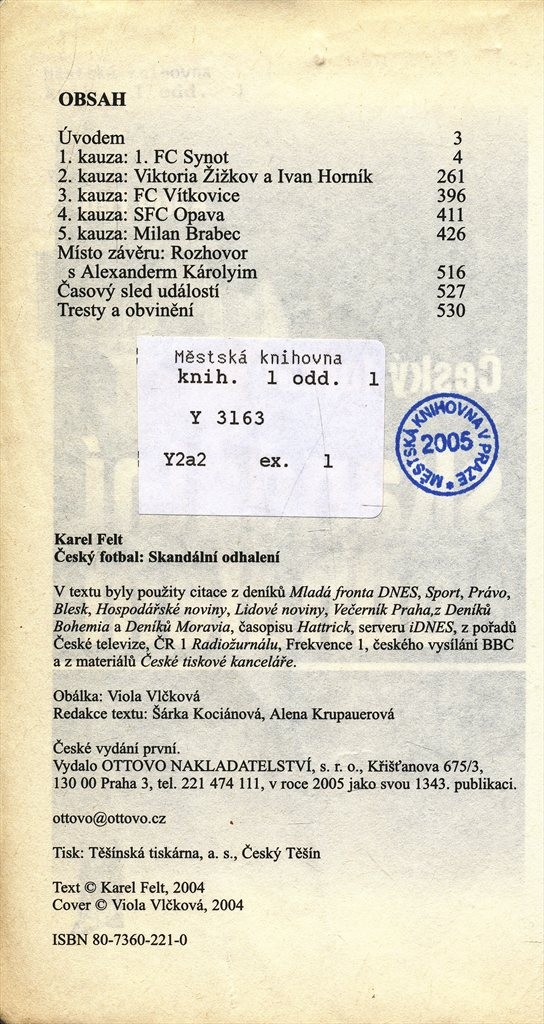 OBSAH
Úvodem 3
1. kauza: 1. FC Synot 4
2. kauza: Viktoria Žižkov a Ivan Horník 261
3. kauza: FC Vítkovice 396
4. kauza: SFC Opava 411
5. kauza: Milan Brabec 426
Místo závěru: Rozhovor
s Alexanderm Károlyim 516
Časový sled událostí 527
Tresty a obvinění 530
Městská knihovna
knih. 1 odd. 1
Y 3163
Y2a2 ex. 1
MĚSTSKÁ KNIHOVNA V PRAZE
2005
Karel Felt
Český fotbal: Skandální odhalení
V textu byly použity citace z deníků Mladá fronta DNES, Sport, Právo,
Blesk, Hospodářské noviny, Lidové noviny, Večerník Praha,z Deníků
Bohemia a Deníků Moravia, časopisu Hattrick, serveru iDNES, z pořadů
České televize, ČR 1 Radiožurnálu, Frekvence 1, českého vysílání BBC
a z materiálů České tiskové kanceláře.
Obálka: Viola Vlčková
Redakce textu: Šárka Kociánová, Alena Krupauerová
České vydání první.
Vydalo OTTOVO NAKLADATELSTVÍ, s. r. o., Křišťanova 675/3,
130 00 Praha 3, tel. 221 474 111, v roce 2005 jako svou 1343. publikaci.
ottovo@ottovo.cz
Tisk: Těšínská tiskárna, a. s., Český Těšín
Text © Karel Felt, 2004
Cover © Viola Vlčková, 2004
ISBN 80-7360-221-0